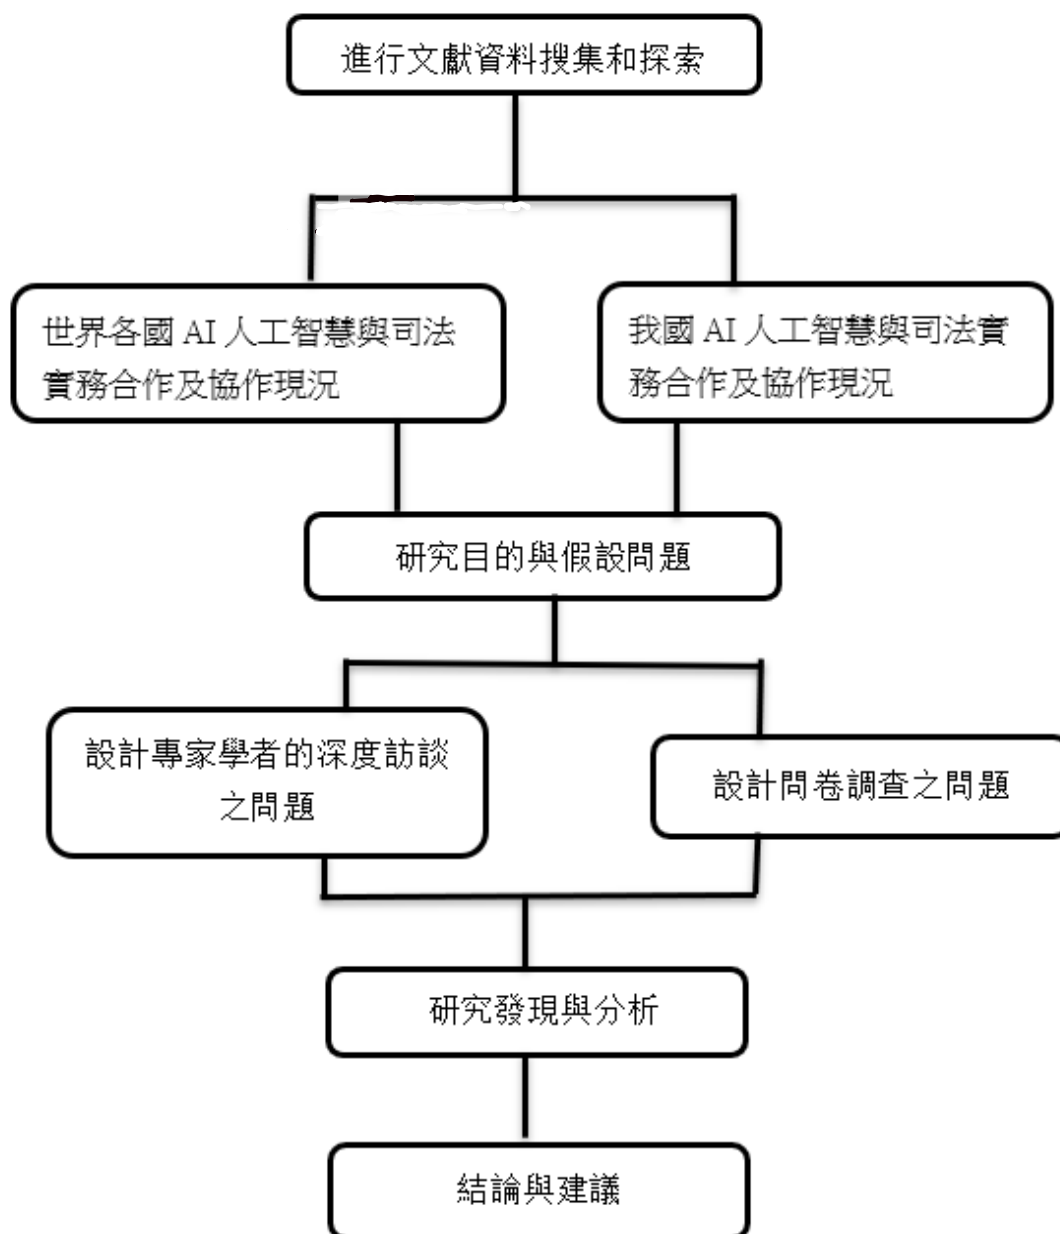 進行文獻資料搜集和探索
世界各國 AI 人工智慧與司法
實務合作及協作現況
我國 AI 人工智慧與司法實
務合作及協作現況
研究目的與假設問題
設計專家學者的深度訪談
之問題
設計問卷調查之問題
研究發現與分析
結論與建議